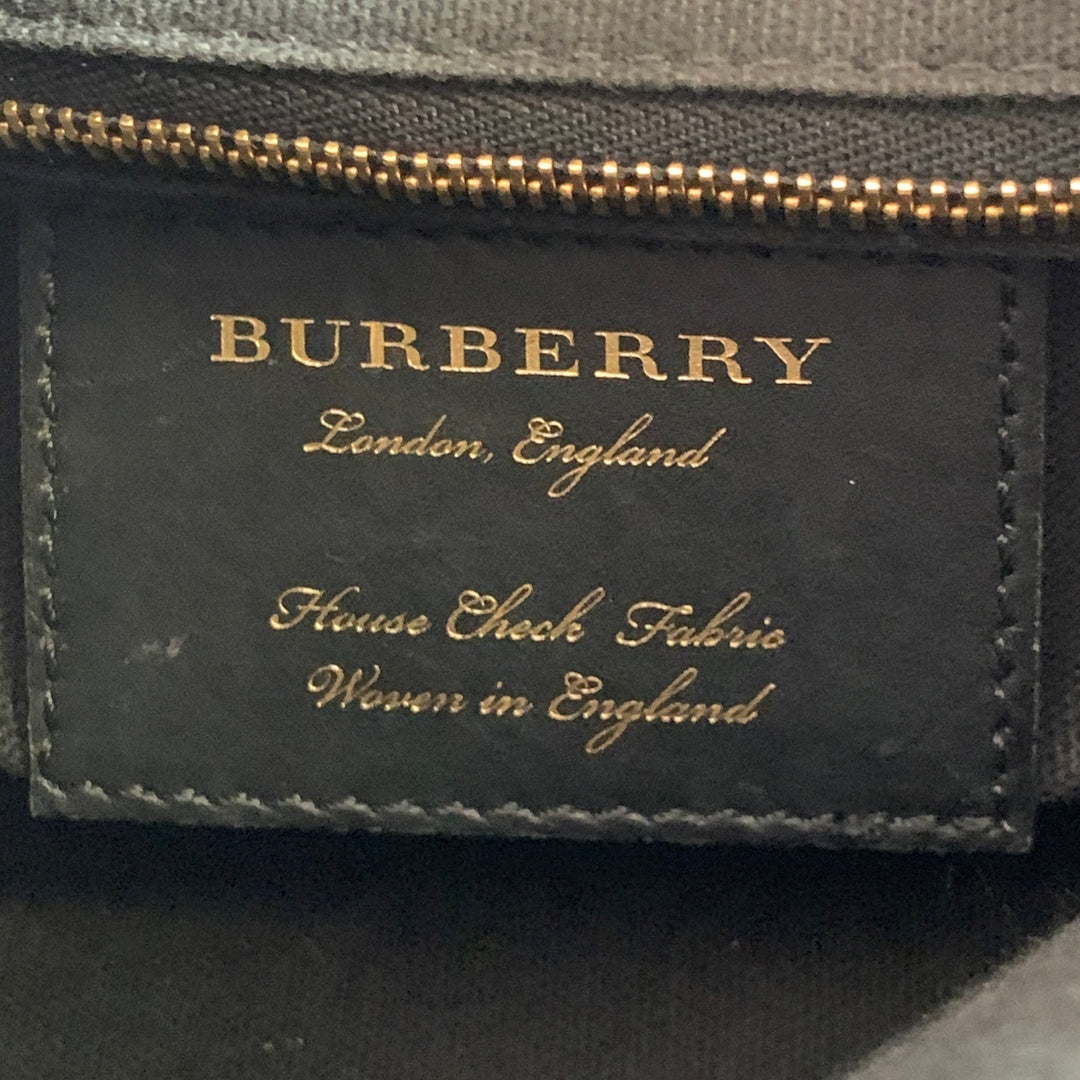 BURBERRY
London, England
House Check Fabric
Woven in England